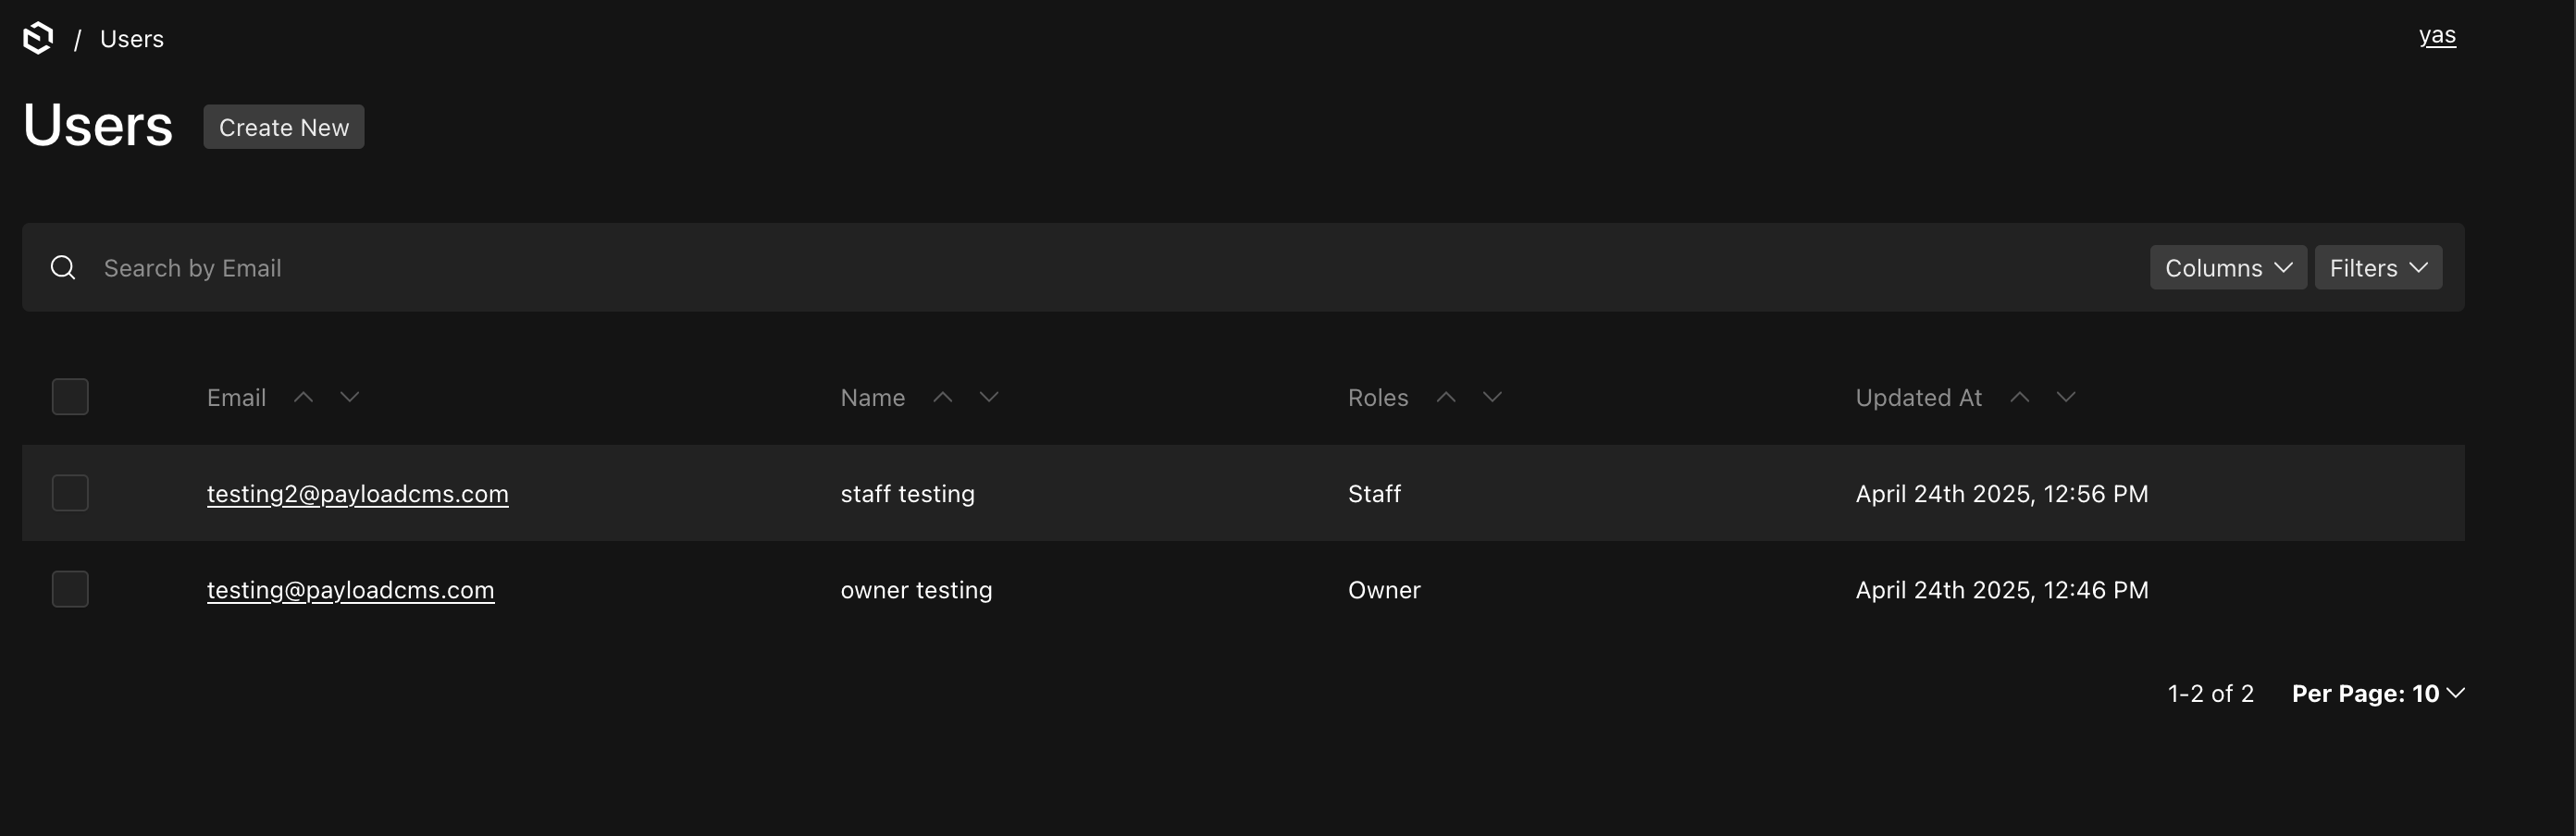 / Users
yas
Users Create New
Search by Email Columns Filters
Email Name Roles Updated At
testing2@payloadcms.com staff testing Staff April 24th 2025, 12:56 PM
testing@payloadcms.com owner testing Owner April 24th 2025, 12:46 PM
1-2 of 2 Per Page: 10